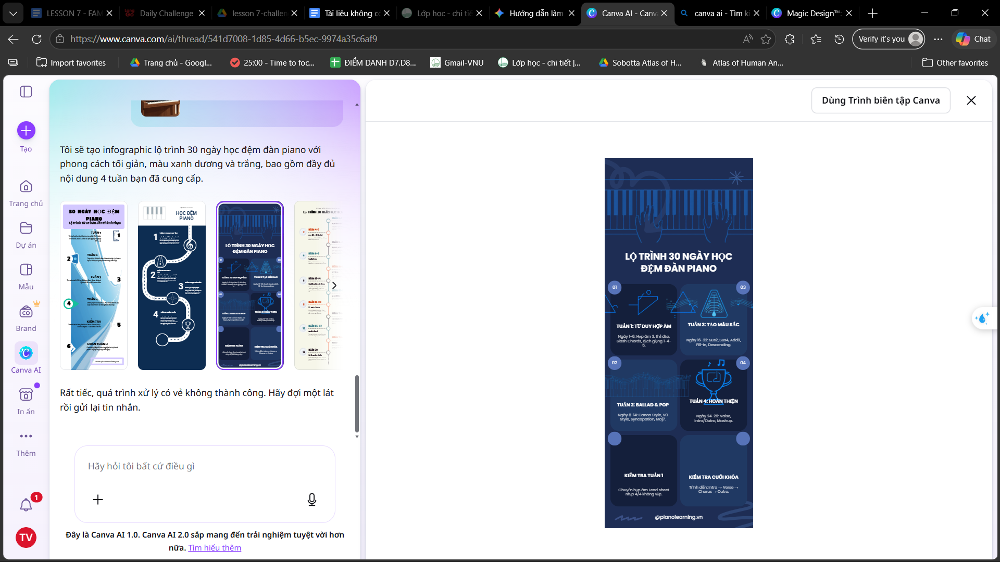 LESSON 7 - FAM
Daily Challenge
lesson 7-challen
Tài liệu không có
Lớp học - chi tiế
Hướng dẫn làm
Canva AI - Canv
canva ai - Tìm ki
Magic Design™:
https://www.canva.com/ai/thread/541d7008-1d85-4d66-b5ec-9974a35c6af9
Verify it's you
Chat
Import favorites
Trang chủ - Googl...
25:00 - Time to foc...
ĐIỂM DANH D7.D8...
Gmail-VNU
Lớp học - chi tiết |...
Sobotta Atlas of H...
Atlas of Human An...
Other favorites
Tạo
Trang chủ
Dự án
Mẫu
Brand
Canva AI
In ấn
Thêm
1
TV
Tôi sẽ tạo infographic lộ trình 30 ngày học đệm đàn piano với
phong cách tối giản, màu xanh dương và trắng, bao gồm đầy đủ
nội dung 4 tuần bạn đã cung cấp.
30 NGÀY HỌC ĐỆM
PIANO
Lộ trình từ cơ bản đến thành thạo
TUẦN 1
1
2
TUẦN 2
TUẦN 3
3
4
TUẦN 4
KIỂM TRA
5
HOÀN THÀNH
6
HỌC ĐỆM
PIANO
1
2
3
4
LỘ TRÌNH 30 NGÀY HỌC
ĐỆM ĐÀN PIANO
@pianolearning.vn
Rất tiếc, quá trình xử lý có vẻ không thành công. Hãy đợi một lát
rồi gửi lại tin nhắn.
Hãy hỏi tôi bất cứ điều gì
Đây là Canva AI 1.0. Canva AI 2.0 sắp mang đến trải nghiệm tuyệt vời hơn
nữa. Tìm hiểu thêm
Dùng Trình biên tập Canva
LỘ TRÌNH 30 NGÀY HỌC
ĐỆM ĐÀN PIANO
01
03
TUẦN 1: TƯ DUY HỢP ÂM
Ngày 1-6: Hợp âm 3, thế đảo,
Slash Chords, dịch giọng 1-4-
5.
TUẦN 3: TẠO MÀU SẮC
Ngày 16-22: Sus2, Sus4, Add9,
Fill-in, Descending.
02
04
TUẦN 2: BALLAD & POP
Ngày 8-14: Canon Style, Vũ
Style, Syncopation, Maj7.
TUẦN 4: HOÀN THIỆN
Ngày 24-29: Valse,
Intro/Outro, Mashup.
KIỂM TRA TUẦN 1
Chuyển hợp âm Lead sheet
nhịp 4/4 không vấp.
KIỂM TRA CUỐI KHÓA
Trình diễn: Intro → Verse →
Chorus → Outro.
@pianolearning.vn